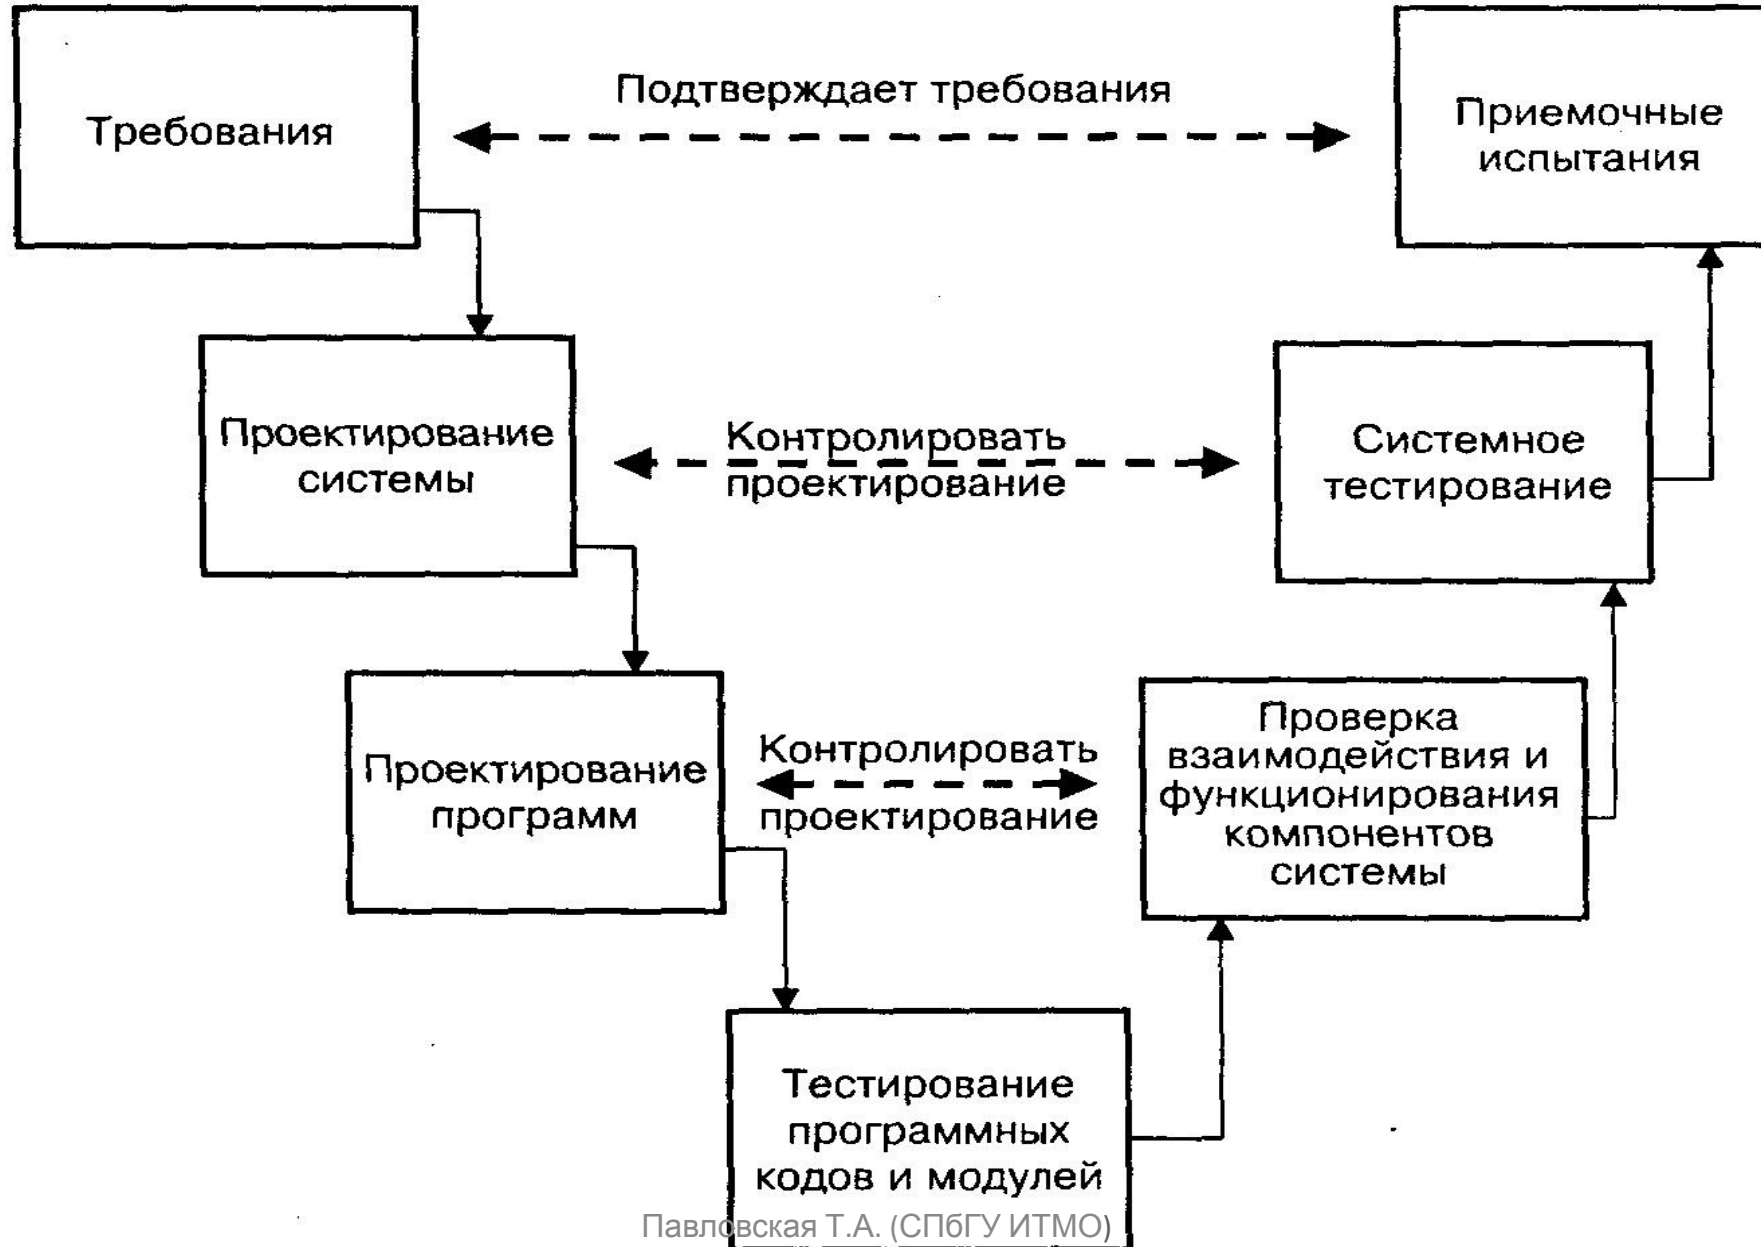 Требования
Подтверждает требования
Приемочные
испытания
Проектирование
системы
Контролировать
проектирование
Системное
тестирование
Проектирование
программ
Контролировать
проектирование
Проверка
взаимодействия и
функционирования
компонентов
системы
Тестирование
программных
кодов и модулей
Павловская Т.А. (СПбГУ ИТМО)